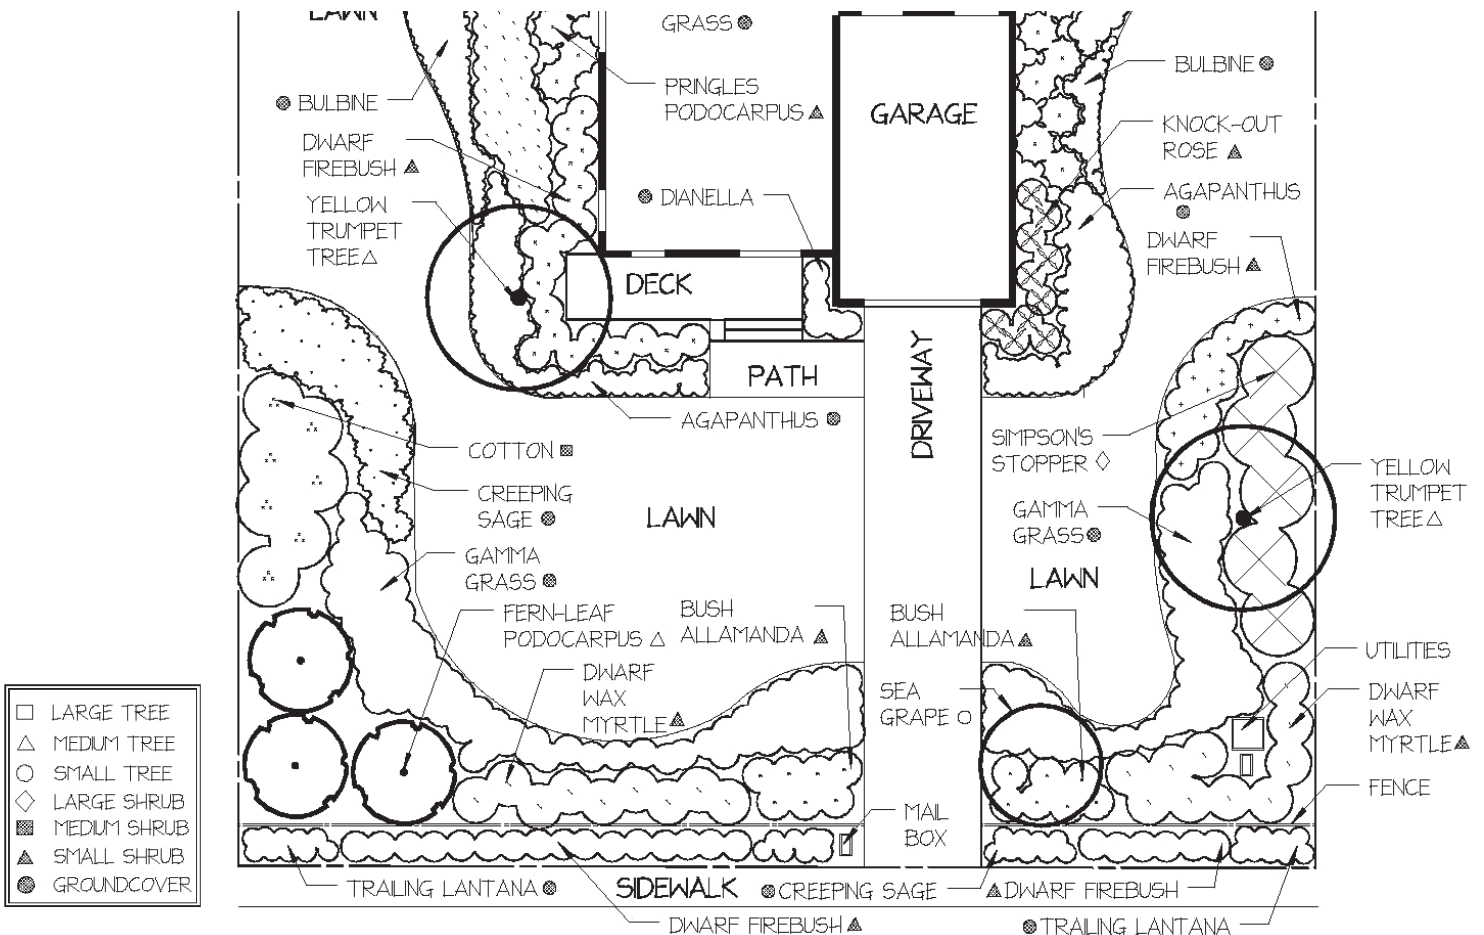 LAWN
GRASS
PRINGLES
PODOCARPUS
BULBINE
DWARF
FIREBUSH
YELLOW
TRUMPET
TREE
DIANELLA
GARAGE
BULBINE
KNOCK-OUT
ROSE
AGAPANTHUS
DWARF
FIREBUSH
DECK
PATH
DRIVEWAY
AGAPANTHUS
COTTON
CREEPING
SAGE
GAMMA
GRASS
LAWN
SIMPSON'S
STOPPER
GAMMA
GRASS
LAWN
YELLOW
TRUMPET
TREE
FERN-LEAF
PODOCARPUS
BUSH
ALLAMANDA
BUSH
ALLAMANDA
DWARF
WAX
MYRTLE
SEA
GRAPE
UTILITIES
DWARF
WAX
MYRTLE
FENCE
MAIL
BOX
LARGE TREE
MEDIUM TREE
SMALL TREE
LARGE SHRUB
MEDIUM SHRUB
SMALL SHRUB
GROUNDCOVER
TRAILING LANTANA
SIDEWALK
CREEPING SAGE
DWARF FIREBUSH
DWARF FIREBUSH
TRAILING LANTANA